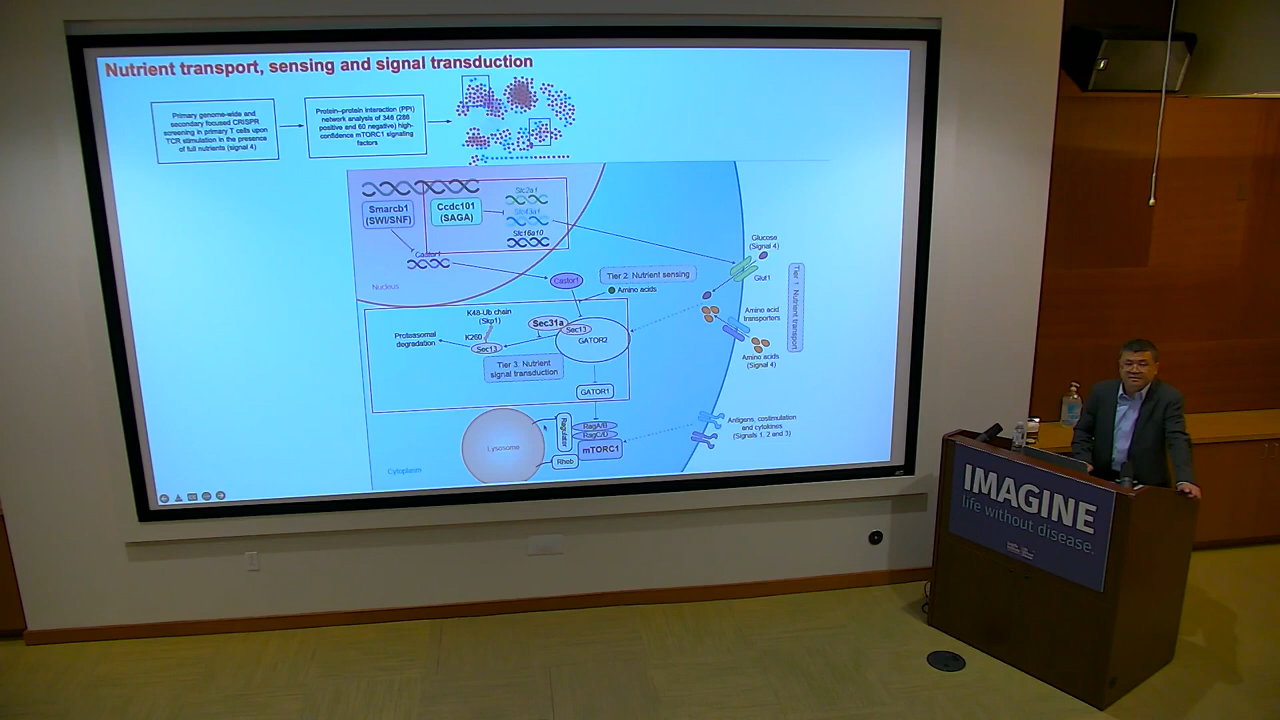 Nutrient transport, sensing and signal transduction
Primary genome-wide and
secondary focused CRISPR
screening in primary T cells upon
TCR stimulation in the presence
of full nutrients (signal 4)
Protein–protein interaction (PPI)
network analysis of 346 (286
positive and 60 negative) high-
confidence mTORC1 signaling
factors
Smarcb1
(SWI/SNF)
Ccdc101
(SAGA)
Slc2a1
Slc43a1
Slc16a10
Castor1
Nucleus
Castor1
Tier 2: Nutrient sensing
Amino acids
Glucose
(Signal 4)
Glut1
Tier 1: Nutrient transport
Amino acid
transporters
Amino acids
(Signal 4)
K48-Ub chain
(Skp1)
K260
Sec13
Proteasomal
degradation
Sec31a
Sec13
GATOR2
Tier 3: Nutrient
signal transduction
GATOR1
Lysosome
Ragulator
RagA/B
RagC/D
mTORC1
Rheb
Antigens, costimulation
and cytokines
(Signals 1, 2 and 3)
Cytoplasm
IMAGINE
life without disease.